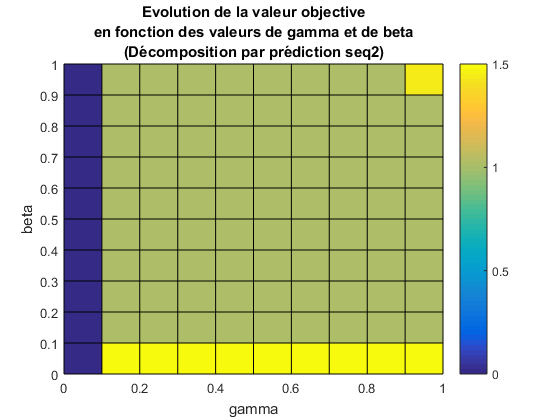 Evolution de la valeur objective
en fonction des valeurs de gamma et de beta
(Décomposition par prédiction seq2)
1
0.9
0.8
0.7
0.6
0.5
0.4
0.3
0.2
0.1
0
beta
0 0.2 0.4 0.6 0.8 1
gamma
1.5
1
0.5
0